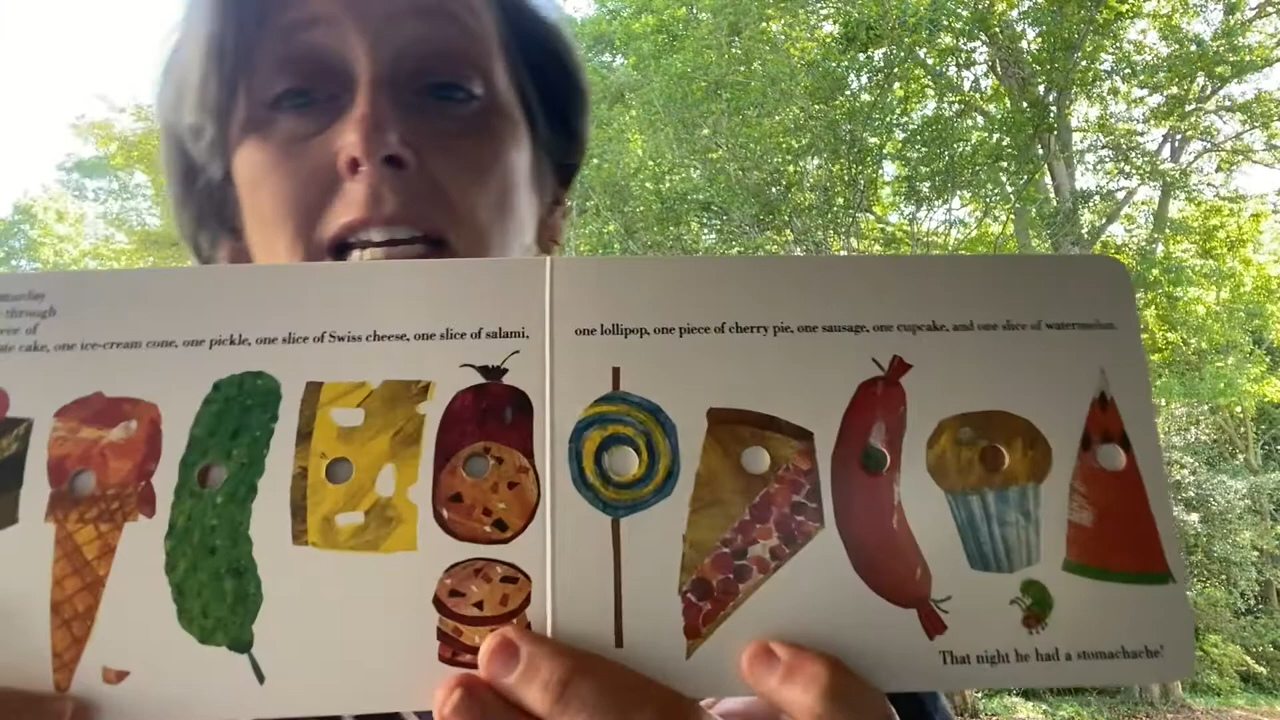 through
of
cake, one ice-cream cone, one pickle, one slice of Swiss cheese, one slice of salami,
one lollipop, one piece of cherry pie, one sausage, one cupcake, and one slice of watermelon.
That night he had a stomachache!